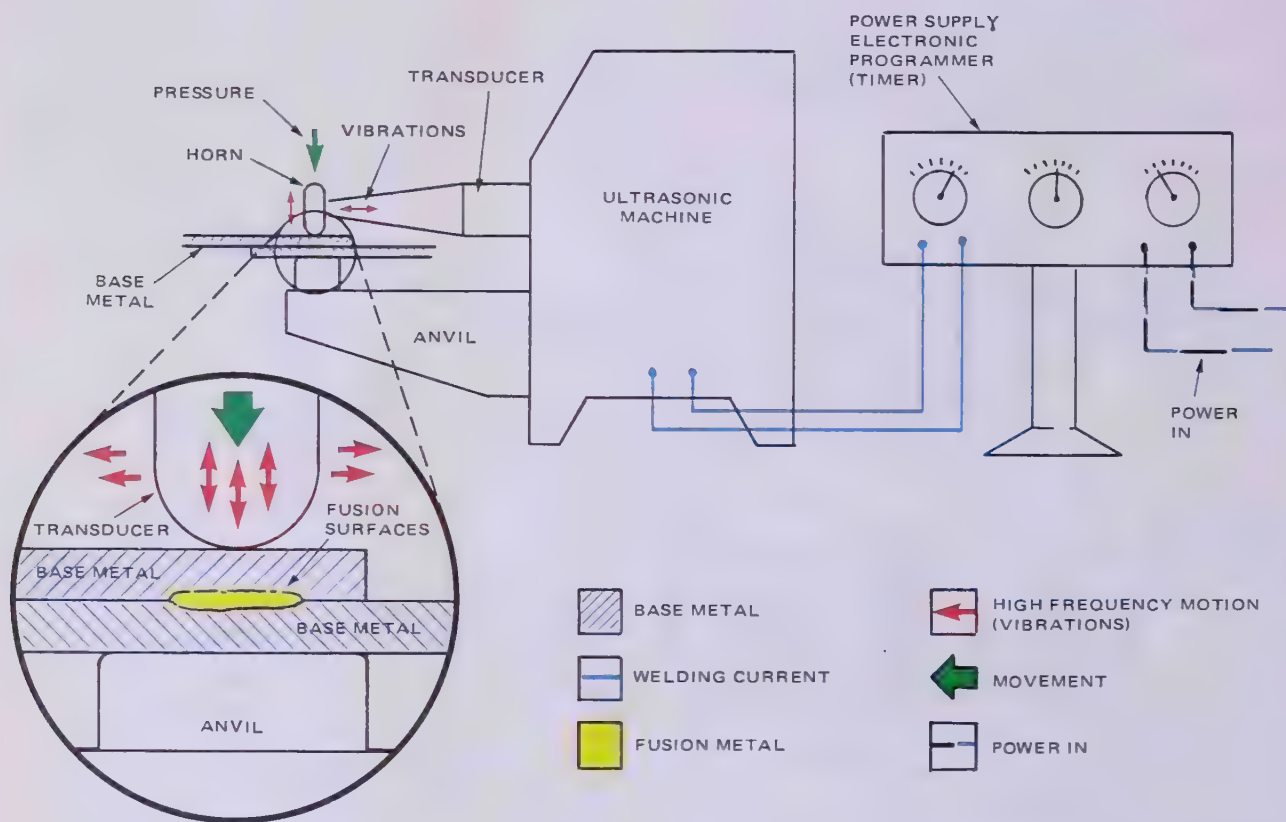 POWER SUPPLY
ELECTRONIC
PROGRAMMER
(TIMER)
TRANSDUCER
PRESSURE
VIBRATIONS
HORN
ULTRASONIC
MACHINE
BASE
METAL
ANVIL
POWER
IN
TRANSDUCER
FUSION
SURFACES
BASE METAL
BASE METAL
ANVIL
BASE METAL
WELDING CURRENT
FUSION METAL
HIGH FREQUENCY MOTION
(VIBRATIONS)
MOVEMENT
POWER IN